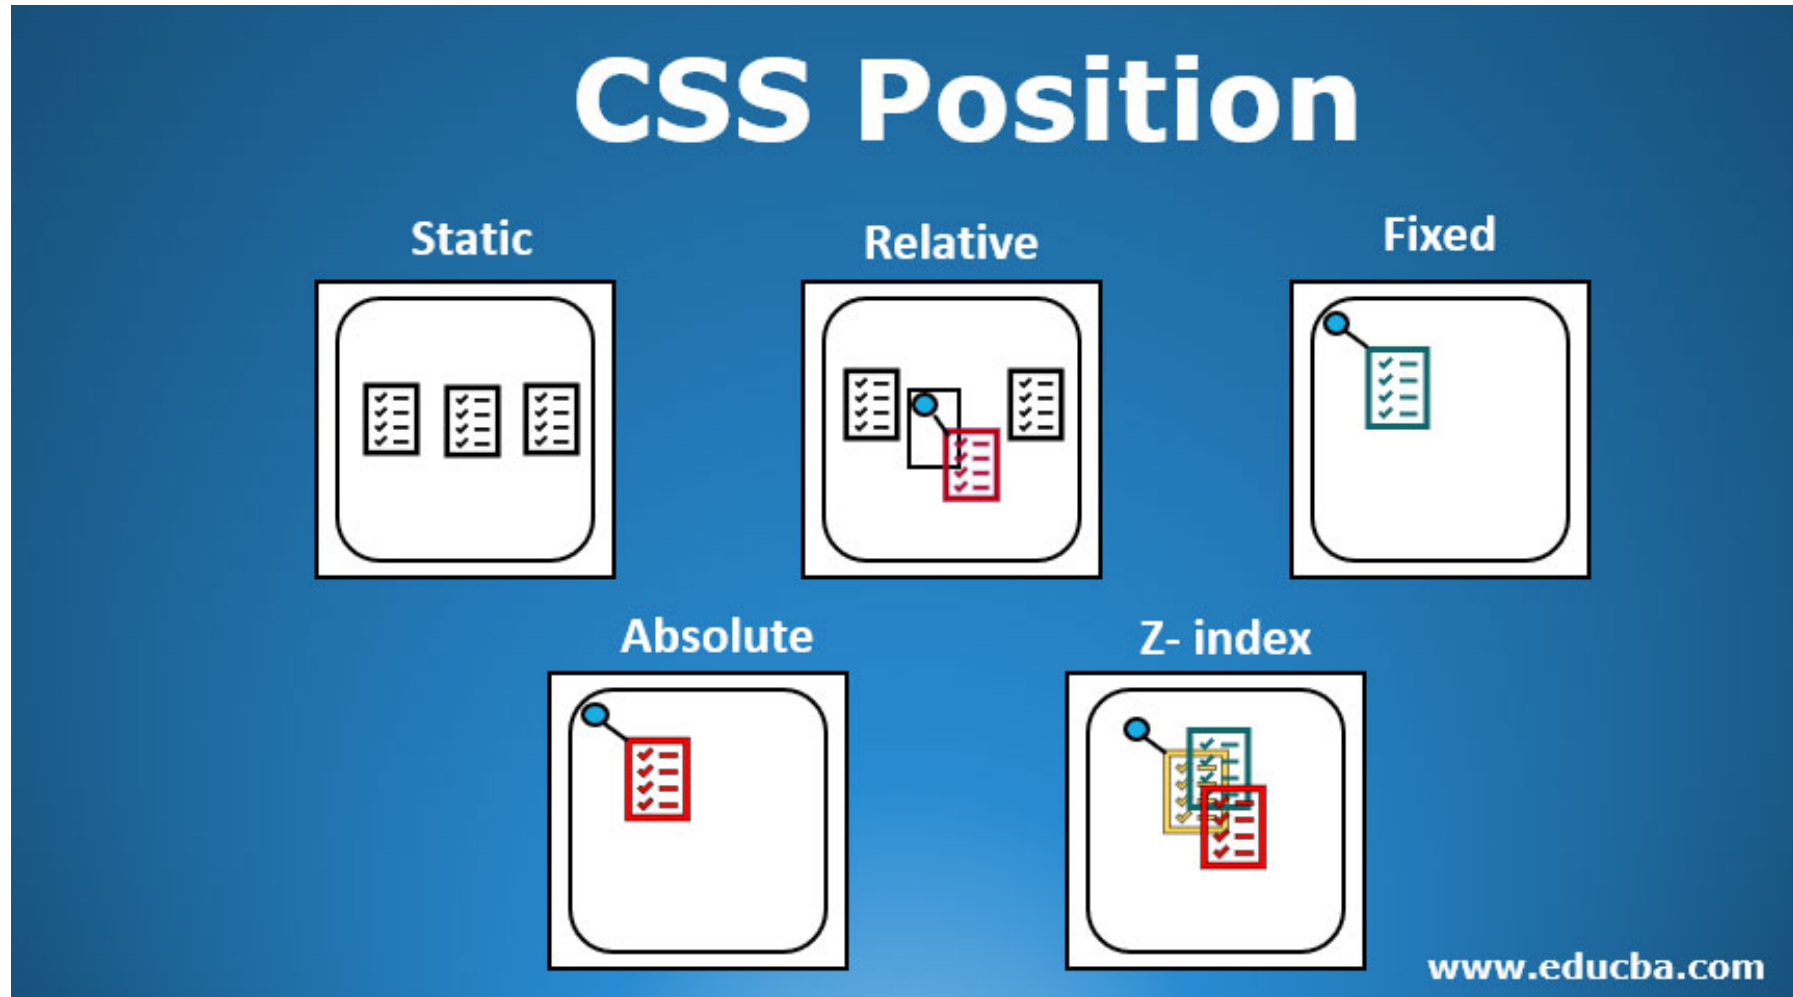 CSS Position
Static
Relative
Fixed
Absolute
Z- index
www.educba.com